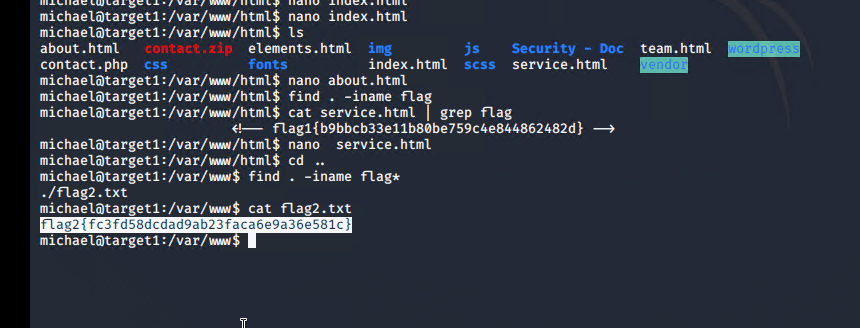 michael@target1:/var/www/html$ nano index.html
michael@target1:/var/www/html$ nano index.html
michael@target1:/var/www/html$ ls
about.html contact.zip elements.html img js Security - Doc team.html wordpress
contact.php css fonts index.html scss service.html vendor
michael@target1:/var/www/html$ nano about.html
michael@target1:/var/www/html$ find . -iname flag
michael@target1:/var/www/html$ cat service.html | grep flag
<!-- flag1{b9bbcb33e11b80be759c4e844862482d} -->
michael@target1:/var/www/html$ nano  service.html
michael@target1:/var/www/html$ cd ..
michael@target1:/var/www$ find . -iname flag*
./flag2.txt
michael@target1:/var/www$ cat flag2.txt
flag2{fc3fd58dcdad9ab23faca6e9a36e581c}
michael@target1:/var/www$